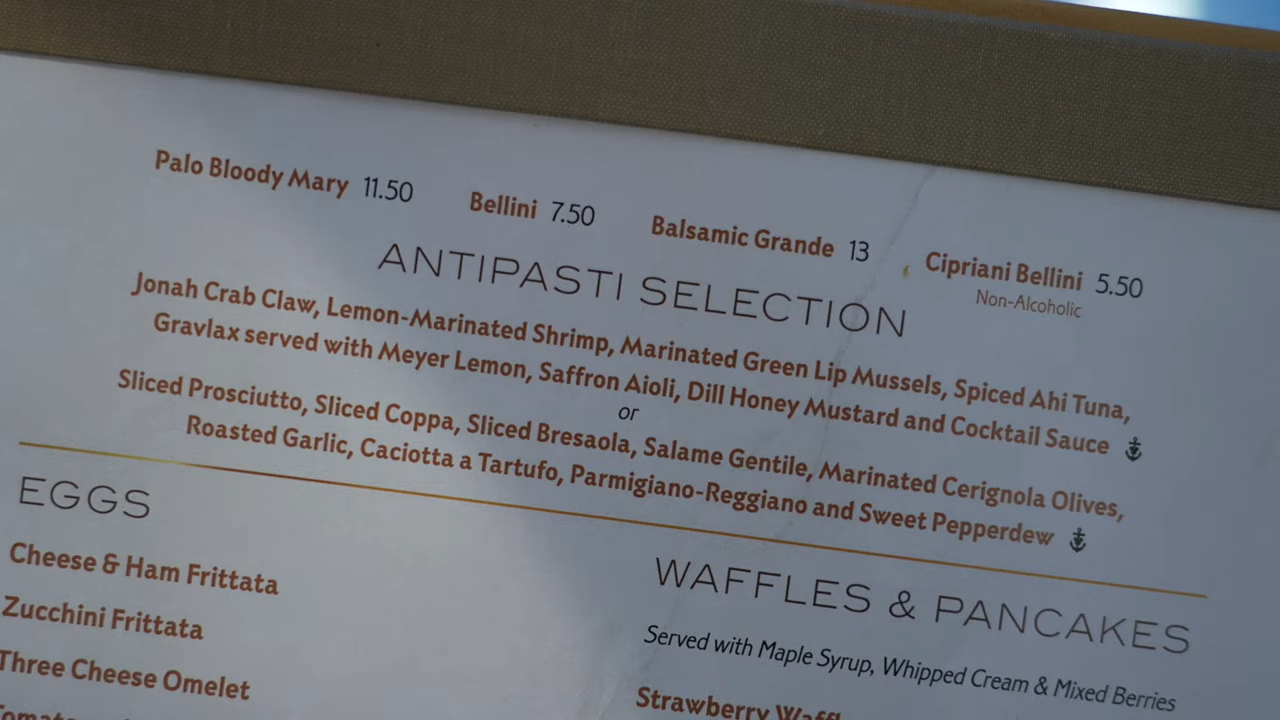 Palo Bloody Mary 11.50 Bellini 7.50 Balsamic Grande 13 Cipriani Bellini 5.50
Non-Alcoholic
ANTIPASTI SELECTION
Jonah Crab Claw, Lemon-Marinated Shrimp, Marinated Green Lip Mussels, Spiced Ahi Tuna,
Gravlax served with Meyer Lemon, Saffron Aioli, Dill Honey Mustard and Cocktail Sauce
or
Sliced Prosciutto, Sliced Coppa, Sliced Bresaola, Salame Gentile, Marinated Cerignola Olives,
Roasted Garlic, Caciotta a Tartufo, Parmigiano-Reggiano and Sweet Pepperdew
EGGS
Cheese & Ham Frittata
Zucchini Frittata
Three Cheese Omelet
WAFFLES & PANCAKES
Served with Maple Syrup, Whipped Cream & Mixed Berries
Strawberry